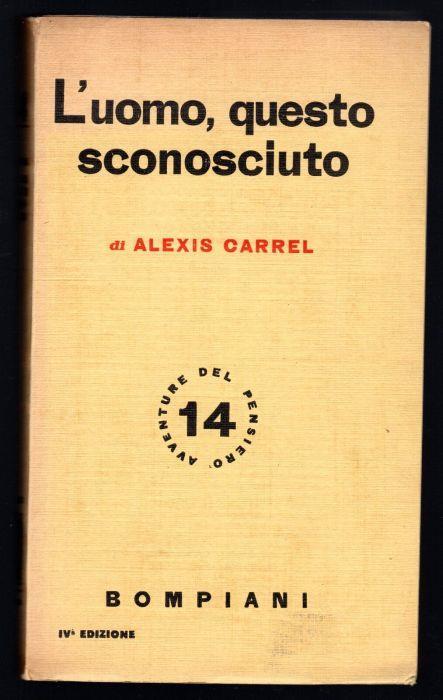 L'uomo, questo
sconosciuto
di ALEXIS CARREL
AVVENTURE DEL PENSIERO
14
BOMPIANI
IVª EDIZIONE